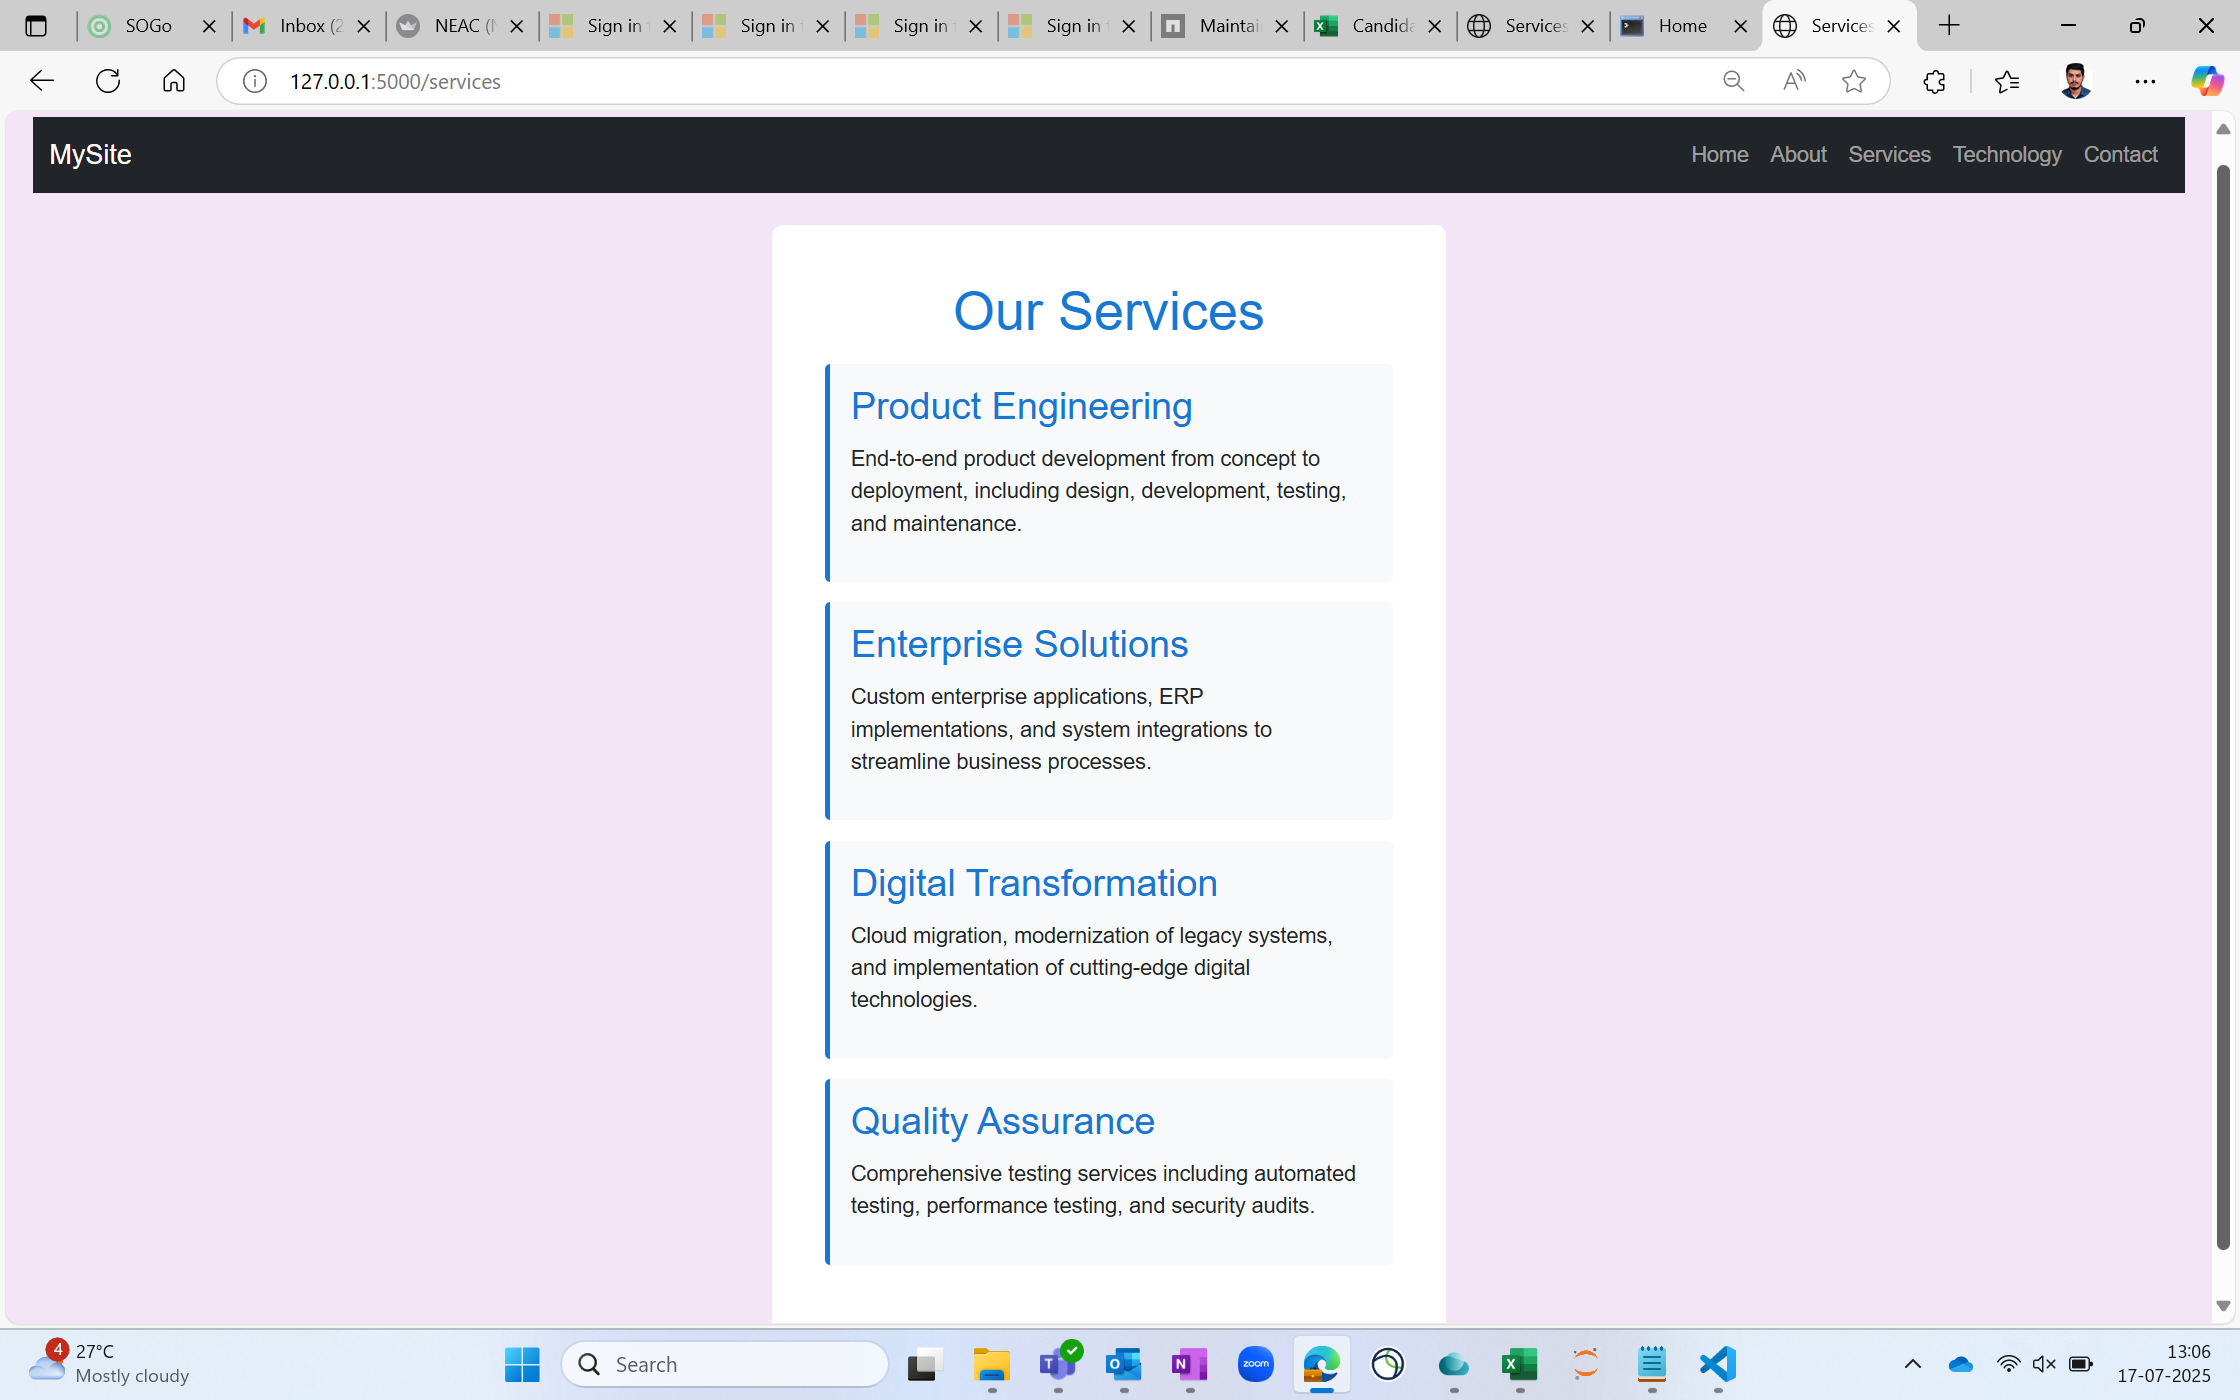 SOGo
Inbox (2
NEAC (
Sign in
Sign in
Sign in
Sign in
Maintai
Candida
Services
Home
Services
127.0.0.1:5000/services
MySite
Home About Services Technology Contact
Our Services
Product Engineering
End-to-end product development from concept to
deployment, including design, development, testing,
and maintenance.
Enterprise Solutions
Custom enterprise applications, ERP
implementations, and system integrations to
streamline business processes.
Digital Transformation
Cloud migration, modernization of legacy systems,
and implementation of cutting-edge digital
technologies.
Quality Assurance
Comprehensive testing services including automated
testing, performance testing, and security audits.
4
27°C
Mostly cloudy
Search
zoom
13:06
17-07-2025